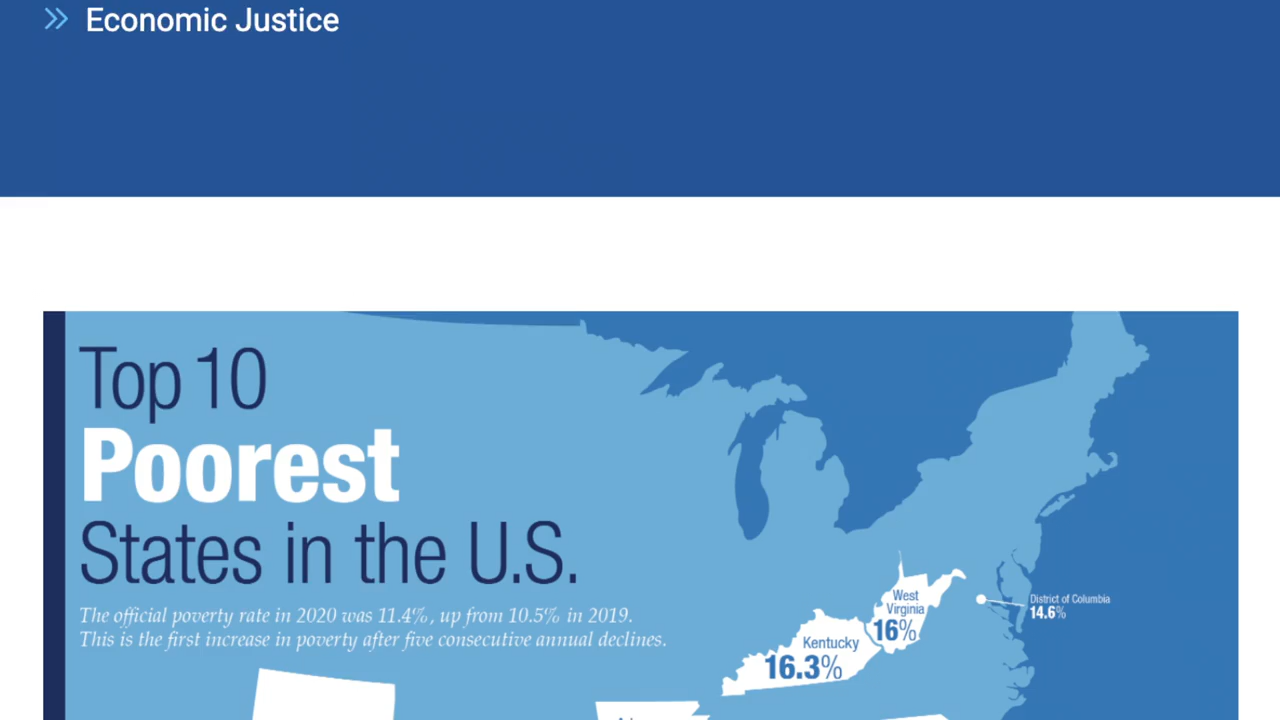 Economic Justice
Top 10
Poorest
States in the U.S.
The official poverty rate in 2020 was 11.4%, up from 10.5% in 2019.
This is the first increase in poverty after five consecutive annual declines.
West
Virginia
16%
Kentucky
16.3%
District of Columbia
14.6%